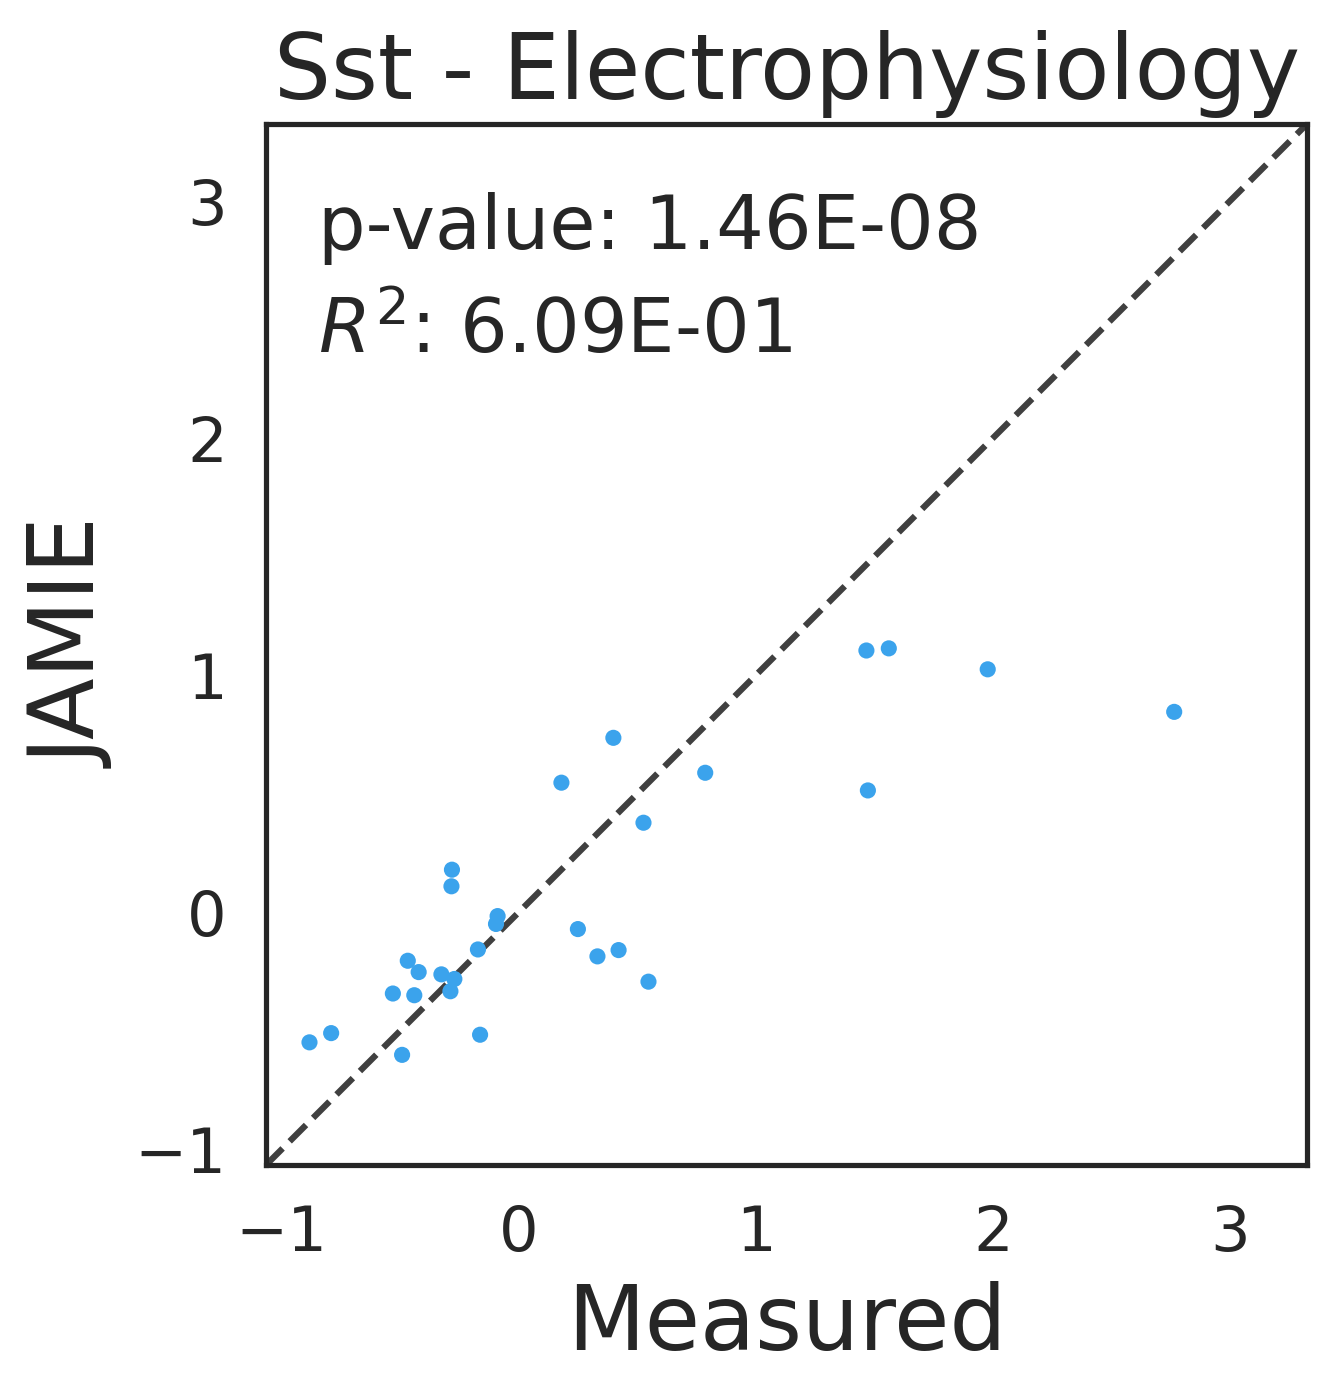 Sst - Electrophysiology
p-value: 1.46E-08
R²: 6.09E-01
3
2
1
0
−1
JAMIE
−1 0 1 2 3
Measured